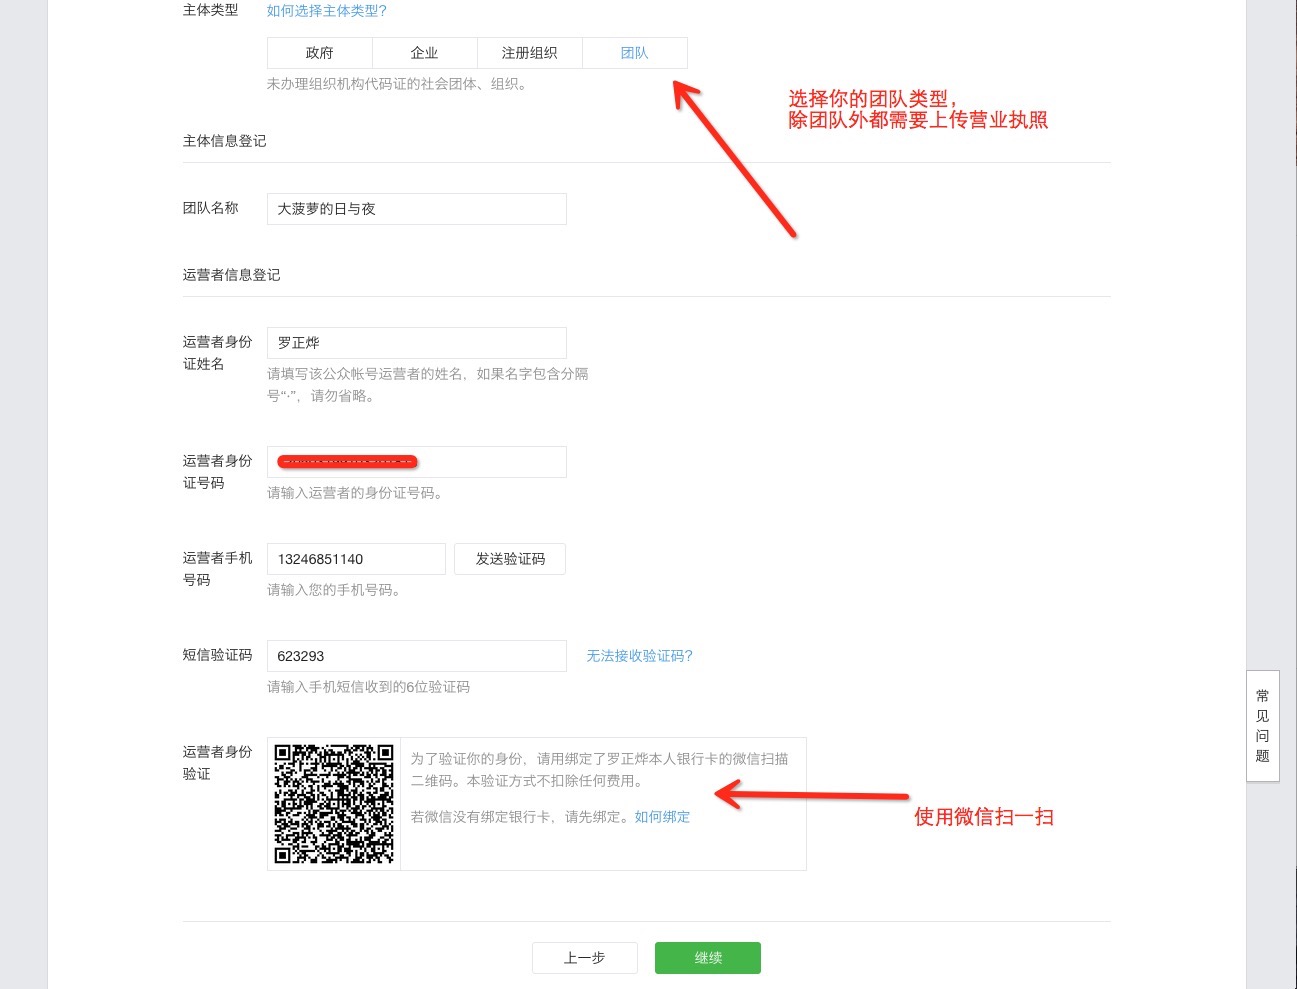 主体类型
如何选择主体类型?
政府
企业
注册组织
团队
未办理组织机构代码证的社会团体、组织。
选择你的团队类型，
除团队外都需要上传营业执照
主体信息登记
团队名称
大菠萝的日与夜
运营者信息登记
运营者身份
证姓名
罗正烨
请填写该公众帐号运营者的姓名，如果名字包含分隔
号“·”，请勿省略。
运营者身份
证号码
请输入运营者的身份证号码。
运营者手机
号码
13246851140
发送验证码
请输入您的手机号码。
短信验证码
623293
无法接收验证码?
请输入手机短信收到的6位验证码
常见问题
运营者身份
验证
为了验证你的身份，请用绑定了罗正烨本人银行卡的微信扫描
二维码。本验证方式不扣除任何费用。
若微信没有绑定银行卡，请先绑定。如何绑定
使用微信扫一扫
上一步
继续